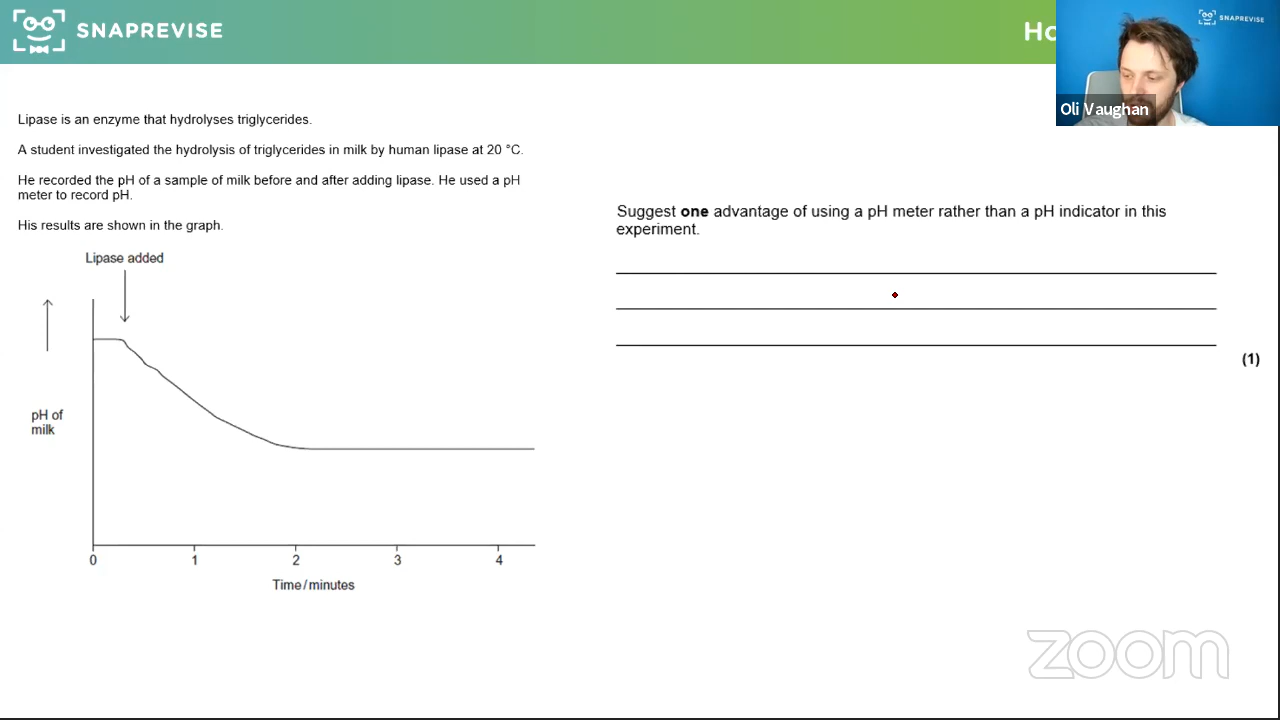 SNAPREVISE
Ho
SNAPREVISE
Oli Vaughan
Lipase is an enzyme that hydrolyses triglycerides.
A student investigated the hydrolysis of triglycerides in milk by human lipase at 20 °C.
He recorded the pH of a sample of milk before and after adding lipase. He used a pH
meter to record pH.
His results are shown in the graph.
Lipase added
pH of
milk
0 1 2 3 4
Time/minutes
Suggest one advantage of using a pH meter rather than a pH indicator in this
experiment.
(1)
zoom